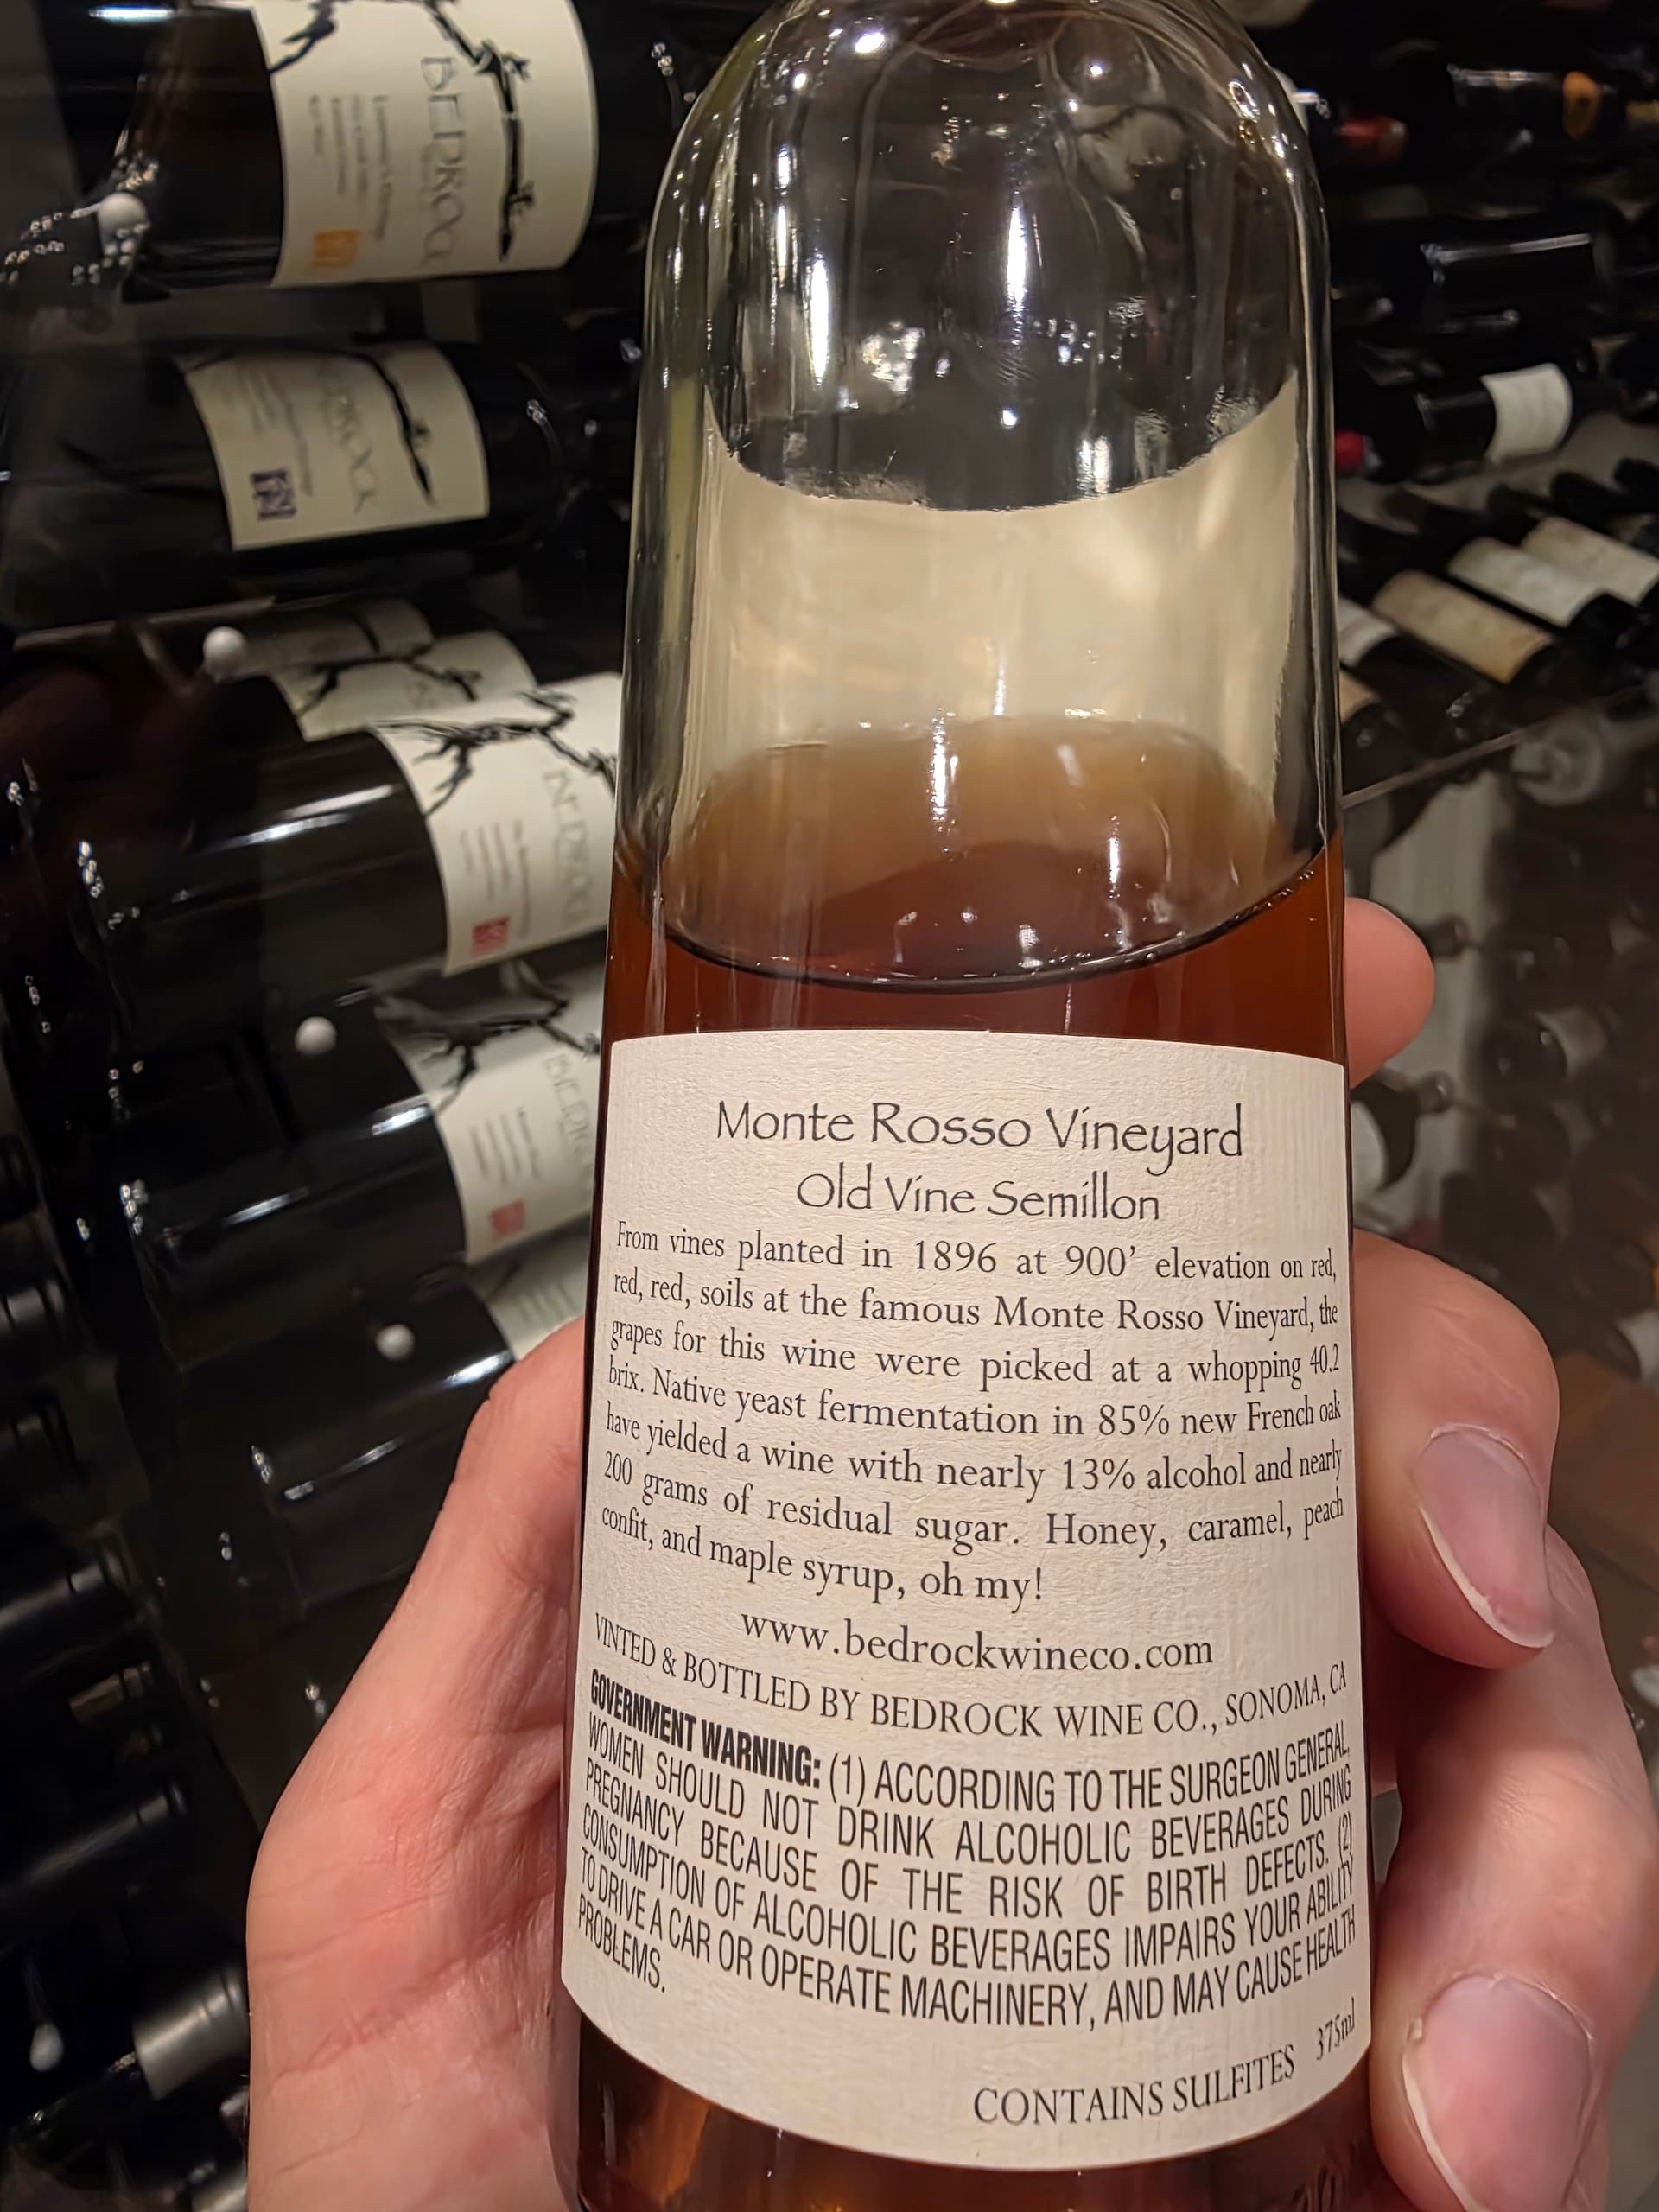 BEDROCK
BEDROCK
BEDROCK
BEDROCK
Monte Rosso Vineyard
Old Vine Semillon
From vines planted in 1896 at 900' elevation on red,
red, red, soils at the famous Monte Rosso Vineyard, the
grapes for this wine were picked at a whopping 40.2
brix. Native yeast fermentation in 85% new French oak
have yielded a wine with nearly 13% alcohol and nearly
200 grams of residual sugar. Honey, caramel, peach
confit, and maple syrup, oh my!
www.bedrockwineco.com
VINTED & BOTTLED BY BEDROCK WINE CO., SONOMA, CA
GOVERNMENT WARNING: (1) ACCORDING TO THE SURGEON GENERAL,
WOMEN SHOULD NOT DRINK ALCOHOLIC BEVERAGES DURING
PREGNANCY BECAUSE OF THE RISK OF BIRTH DEFECTS. (2)
CONSUMPTION OF ALCOHOLIC BEVERAGES IMPAIRS YOUR ABILITY
TO DRIVE A CAR OR OPERATE MACHINERY, AND MAY CAUSE HEALTH
PROBLEMS.
CONTAINS SULFITES 375ml